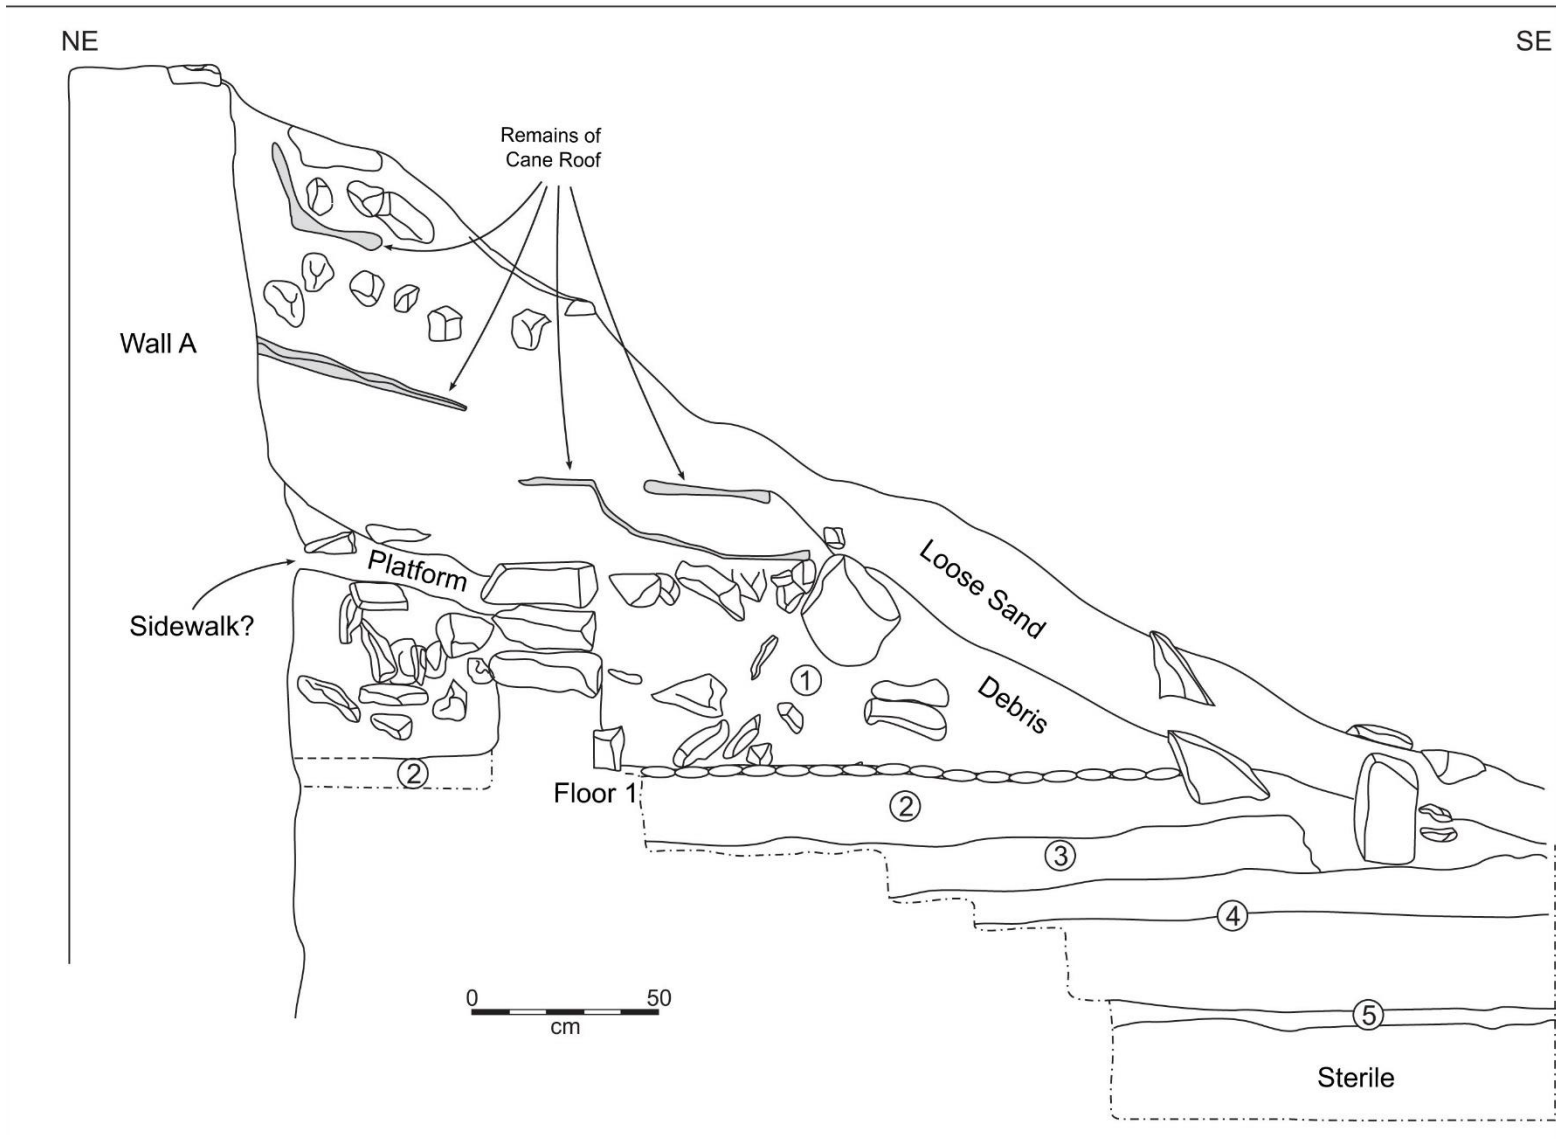 NE
SE
Remains of
Cane Roof
Wall A
Loose Sand
Platform
Sidewalk?
1
Debris
2
Floor 1
2
3
4
0 50
cm
5
Sterile